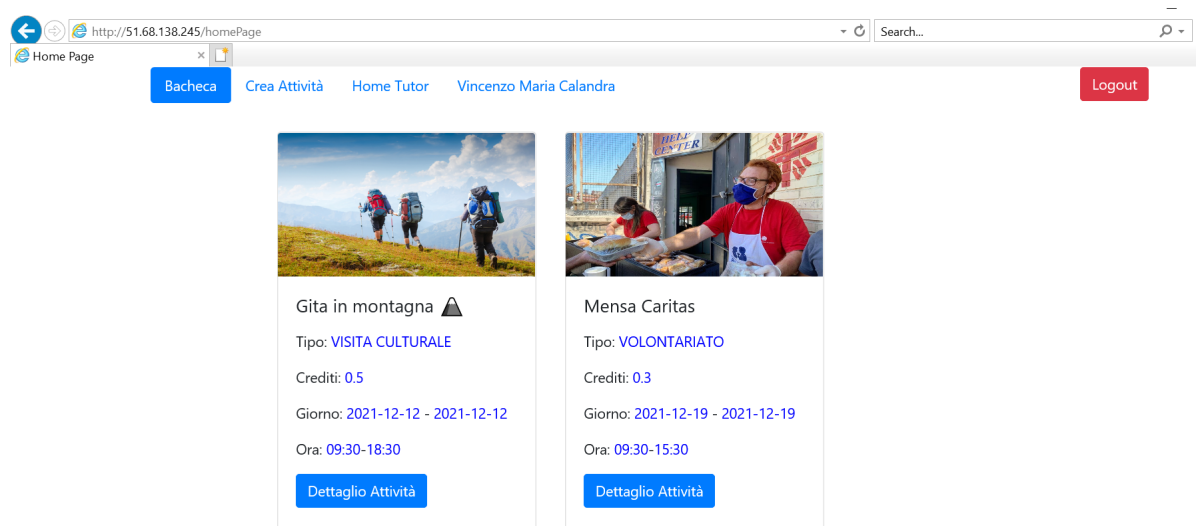 http://51.68.138.245/homePage
Search...
Home Page
Bacheca Crea Attività Home Tutor Vincenzo Maria Calandra Logout
HELP
CENTER
Gita in montagna
Tipo: VISITA CULTURALE
Crediti: 0.5
Giorno: 2021-12-12 - 2021-12-12
Ora: 09:30-18:30
Dettaglio Attività
Mensa Caritas
Tipo: VOLONTARIATO
Crediti: 0.3
Giorno: 2021-12-19 - 2021-12-19
Ora: 09:30-15:30
Dettaglio Attività